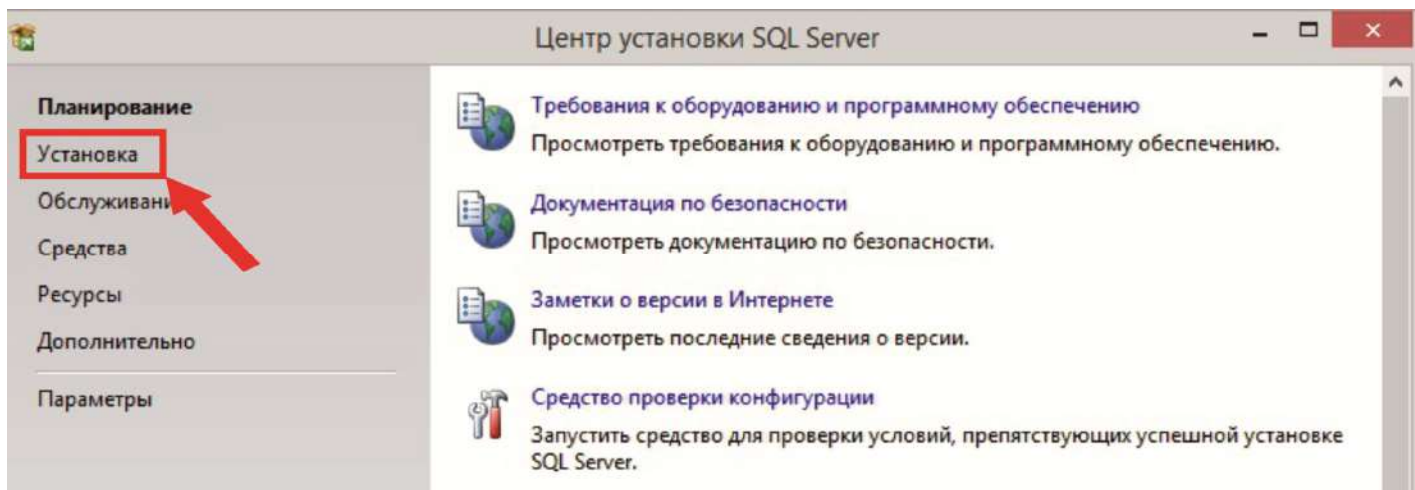 Центр установки SQL Server
Планирование
Установка
Средства
Ресурсы
Дополнительно
Параметры
Требования к оборудованию и программному обеспечению
Просмотреть требования к оборудованию и программному обеспечению.
Документация по безопасности
Просмотреть документацию по безопасности.
Заметки о версии в Интернете
Просмотреть последние сведения о версии.
Средство проверки конфигурации
Запустить средство для проверки условий, препятствующих успешной установке
SQL Server.